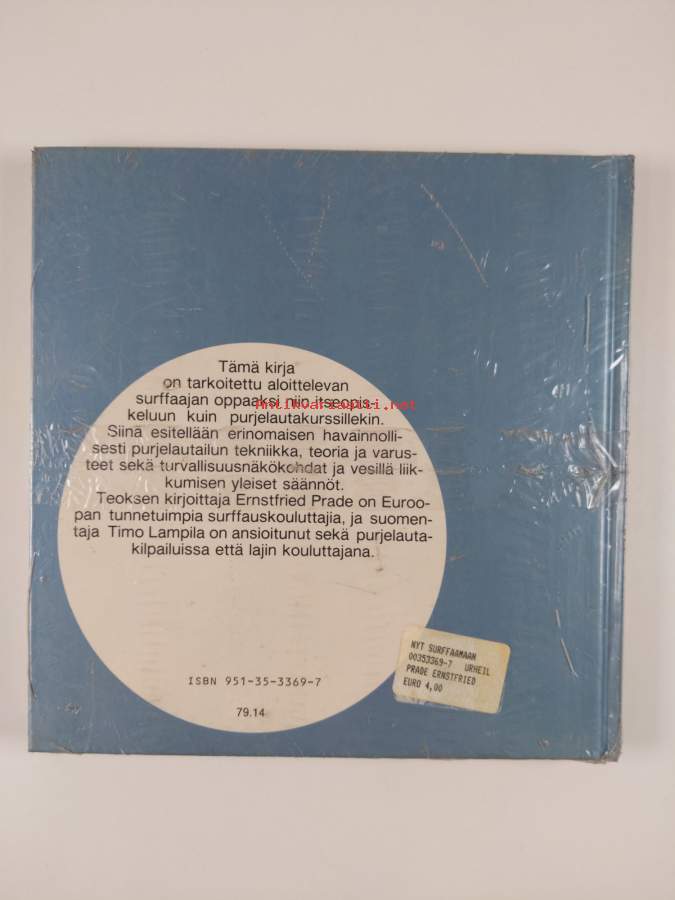 Tämä kirja
on tarkoitettu aloittelevan
surffaajan oppaaksi niin itseopis-
keluun kuin purjelautakurssillekin.
Siinä esitellään erinomaisen havainnolli-
sesti purjelautailun tekniikka, teoria ja varus-
teet sekä turvallisuusnäkökohdat ja vesillä liik-
kumisen yleiset säännöt.
Teoksen kirjoittaja Ernstfried Prade on Euroo-
pan tunnetuimpia surffauskouluttajia, ja suomen-
taja Timo Lampila on ansioitunut sekä purjelauta-
kilpailuissa että lajin kouluttajana.
Antikvariaatti.net
ISBN 951-35-3369-7
79.14
NYT SURFFAAMAAN
00353369-7 URHEIL
PRADE ERNSTFRIED
EURO 4,00